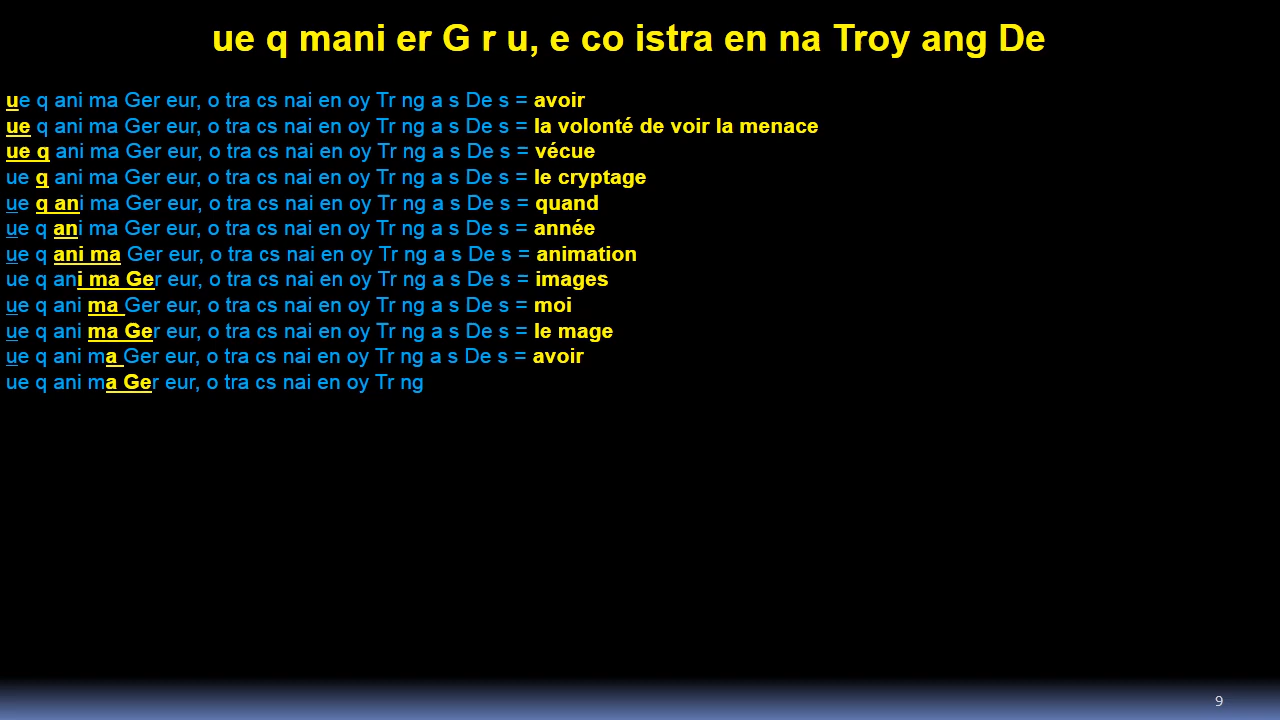 ue q mani er G r u, e co istra en na Troy ang De
ue q ani ma Ger eur, o tra cs nai en oy Tr ng a s De s = avoir
ue q ani ma Ger eur, o tra cs nai en oy Tr ng a s De s = la volonté de voir la menace
ue q ani ma Ger eur, o tra cs nai en oy Tr ng a s De s = vécue
ue q ani ma Ger eur, o tra cs nai en oy Tr ng a s De s = le cryptage
ue q ani ma Ger eur, o tra cs nai en oy Tr ng a s De s = quand
ue q ani ma Ger eur, o tra cs nai en oy Tr ng a s De s = année
ue q ani ma Ger eur, o tra cs nai en oy Tr ng a s De s = animation
ue q ani ma Ger eur, o tra cs nai en oy Tr ng a s De s = images
ue q ani ma Ger eur, o tra cs nai en oy Tr ng a s De s = moi
ue q ani ma Ger eur, o tra cs nai en oy Tr ng a s De s = le mage
ue q ani ma Ger eur, o tra cs nai en oy Tr ng a s De s = avoir
ue q ani ma Ger eur, o tra cs nai en oy Tr ng
9